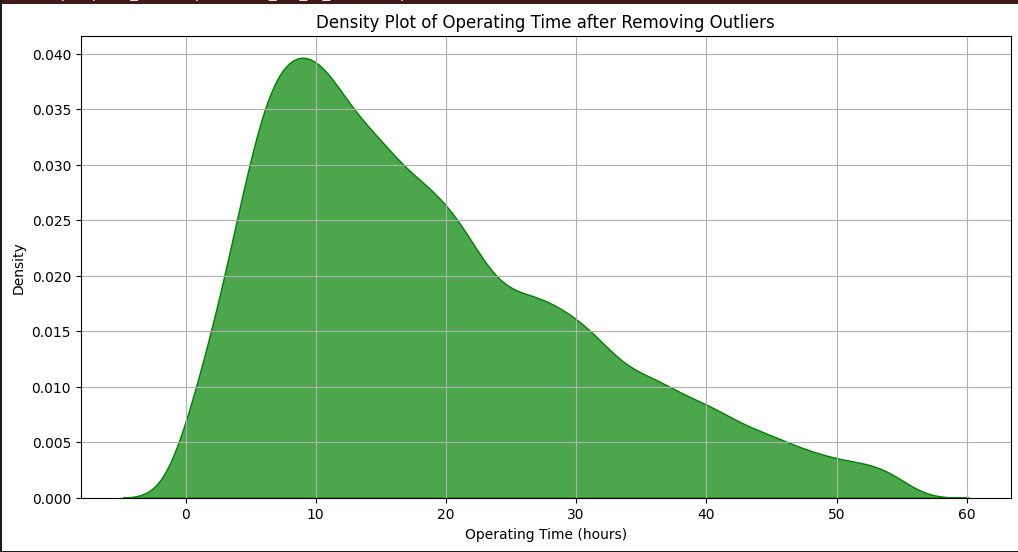 Density Plot of Operating Time after Removing Outliers
0.040
0.035
0.030
0.025
0.020
0.015
0.010
0.005
0.000
Density
0 10 20 30 40 50 60
Operating Time (hours)